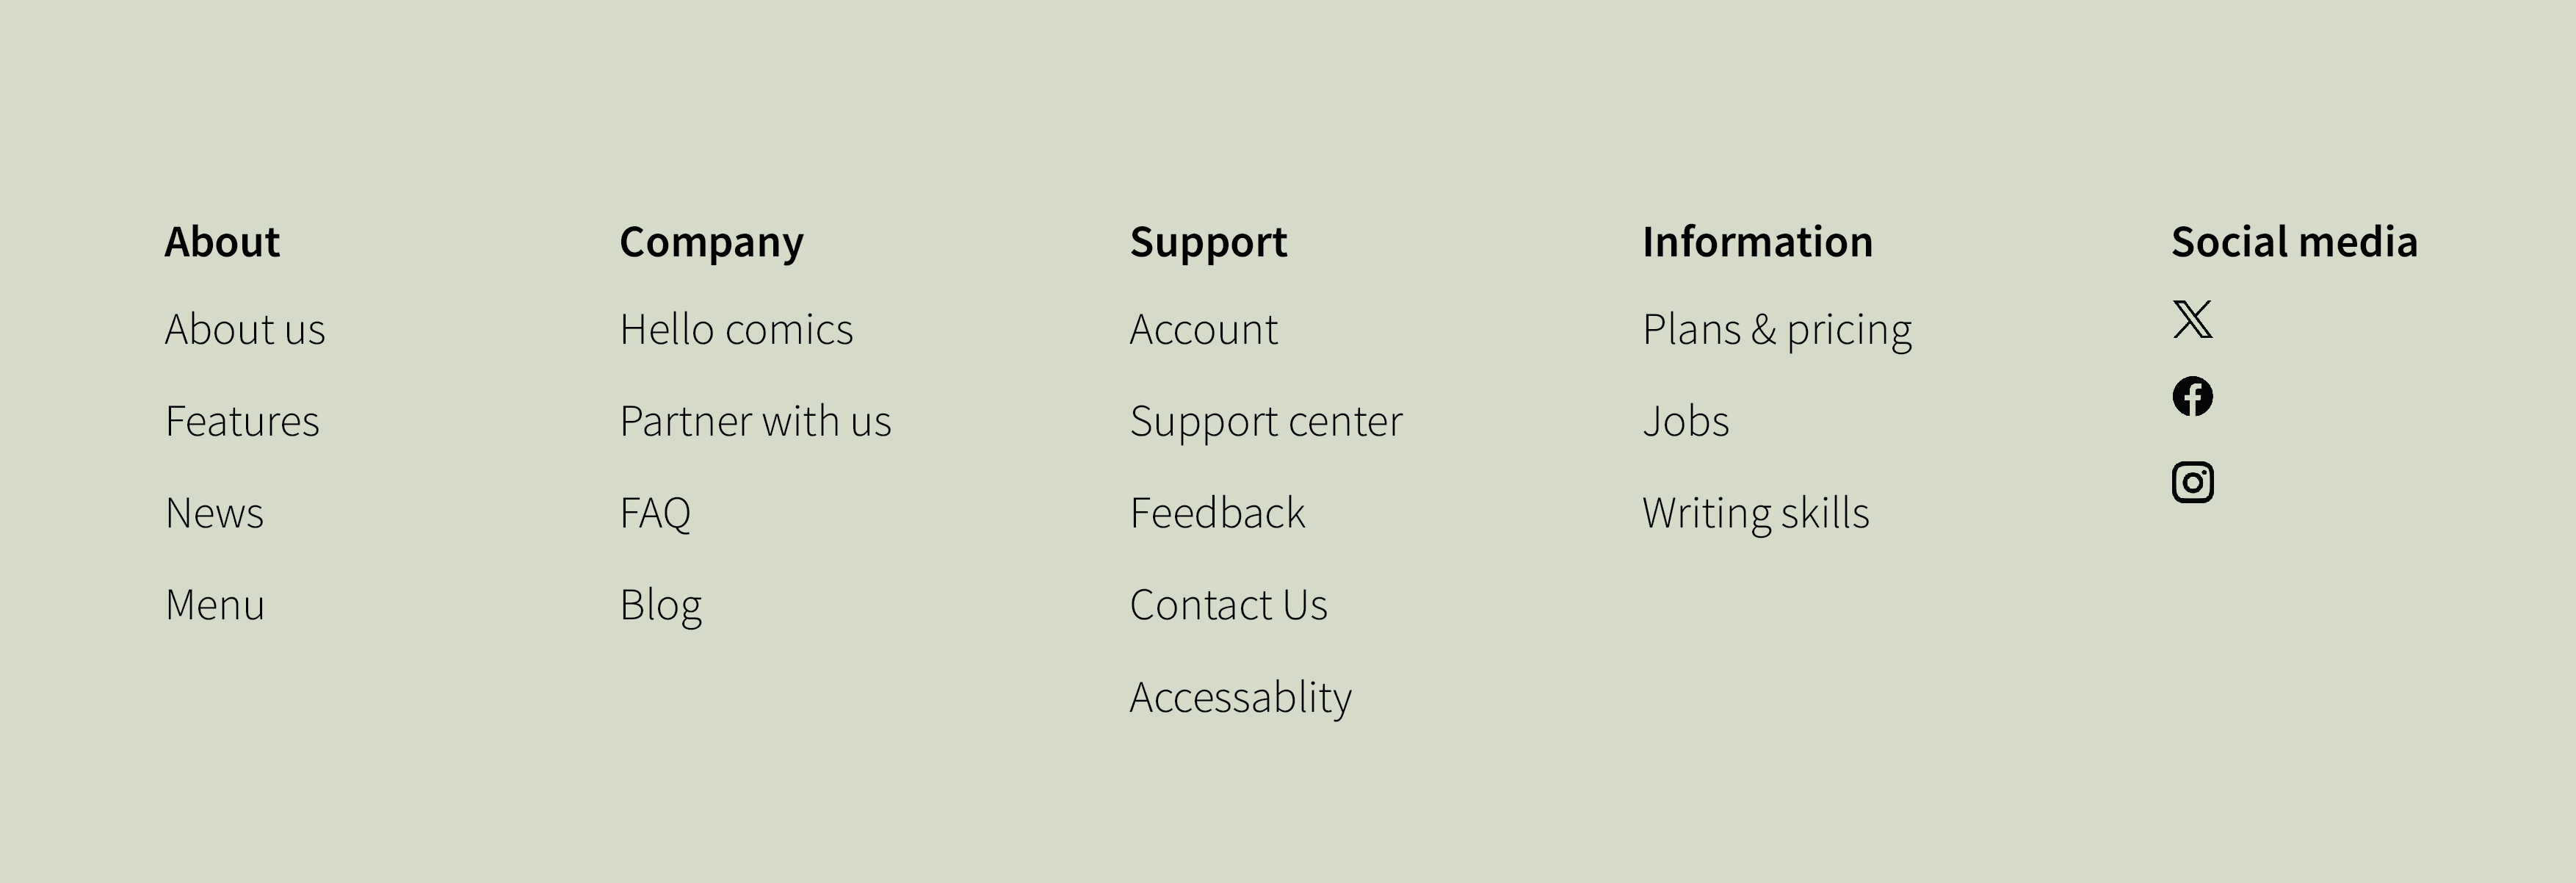 About
About us
Features
News
Menu
Company
Hello comics
Partner with us
FAQ
Blog
Support
Account
Support center
Feedback
Contact Us
Accessablity
Information
Plans & pricing
Jobs
Writing skills
Social media